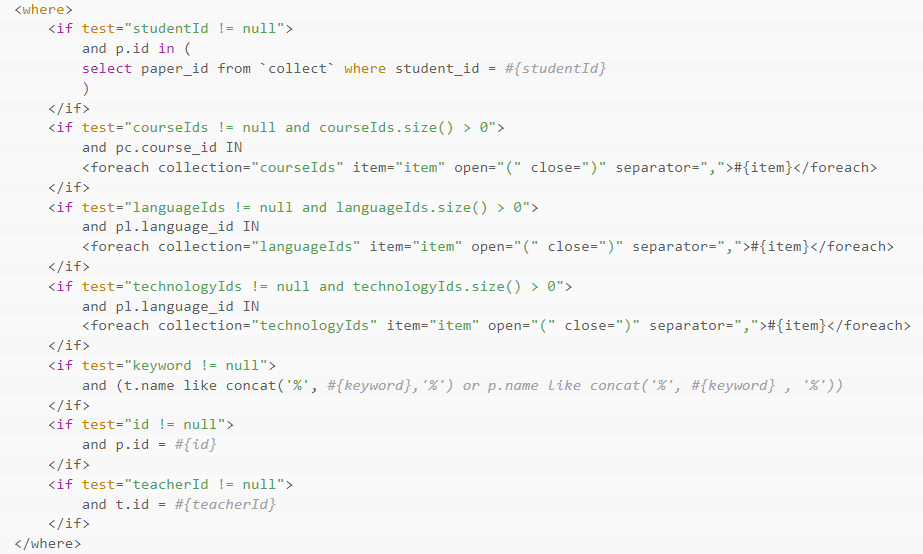 <where>
    <if test="studentId != null">
        and p.id in (
        select paper_id from `collect` where student_id = #{studentId}
        )
    </if>
    <if test="courseIds != null and courseIds.size() > 0">
        and pc.course_id IN
        <foreach collection="courseIds" item="item" open="(" close=")" separator=",">#{item}</foreach>
    </if>
    <if test="languageIds != null and languageIds.size() > 0">
        and pl.language_id IN
        <foreach collection="languageIds" item="item" open="(" close=")" separator=",">#{item}</foreach>
    </if>
    <if test="technologyIds != null and technologyIds.size() > 0">
        and pl.language_id IN
        <foreach collection="technologyIds" item="item" open="(" close=")" separator=",">#{item}</foreach>
    </if>
    <if test="keyword != null">
        and (t.name like concat('%', #{keyword},'%') or p.name like concat('%', #{keyword} , '%'))
    </if>
    <if test="id != null">
        and p.id = #{id}
    </if>
    <if test="teacherId != null">
        and t.id = #{teacherId}
    </if>
</where>